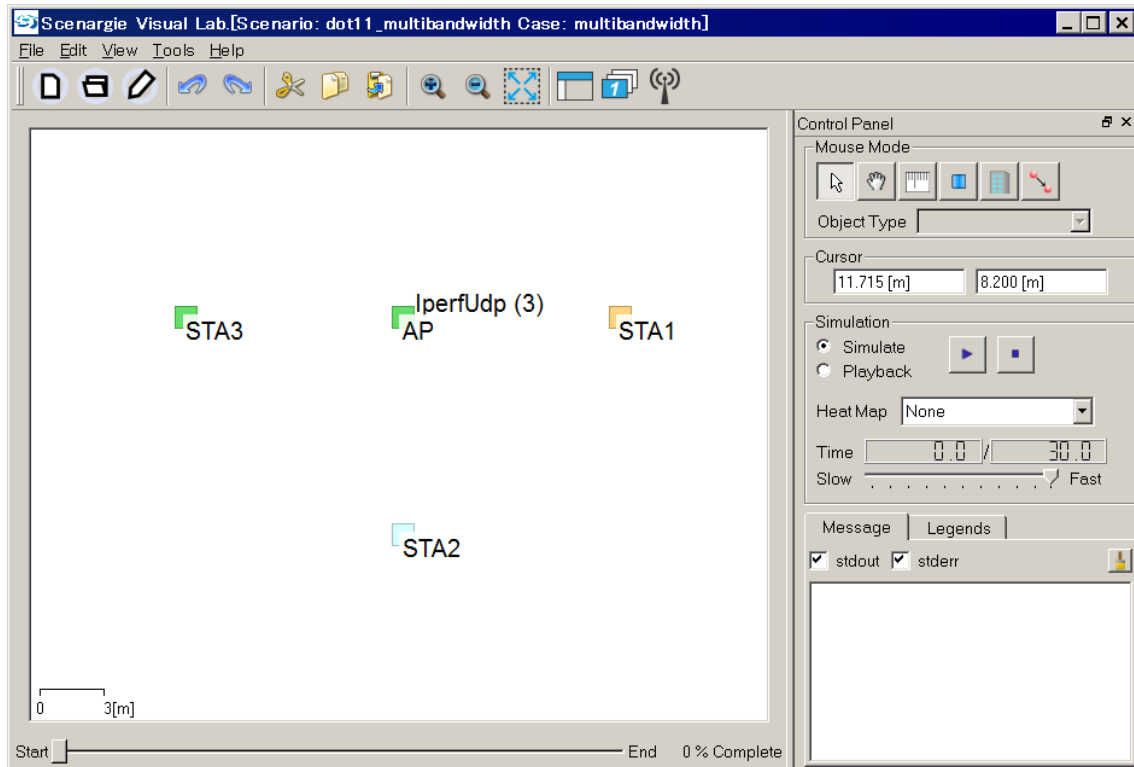 Scenargie Visual Lab.[Scenario: dot11_multibandwidth Case: multibandwidth]
File Edit View Tools Help
1
Control Panel
Mouse Mode
Object Type
Cursor
11.715 [m] 8.200 [m]
Simulation
Simulate
Playback
Heat Map None
Time 0.0 / 30.0
Slow Fast
Message Legends
stdout stderr
IperfUdp (3)
STA3 AP STA1
STA2
0 3[m]
Start End 0 % Complete